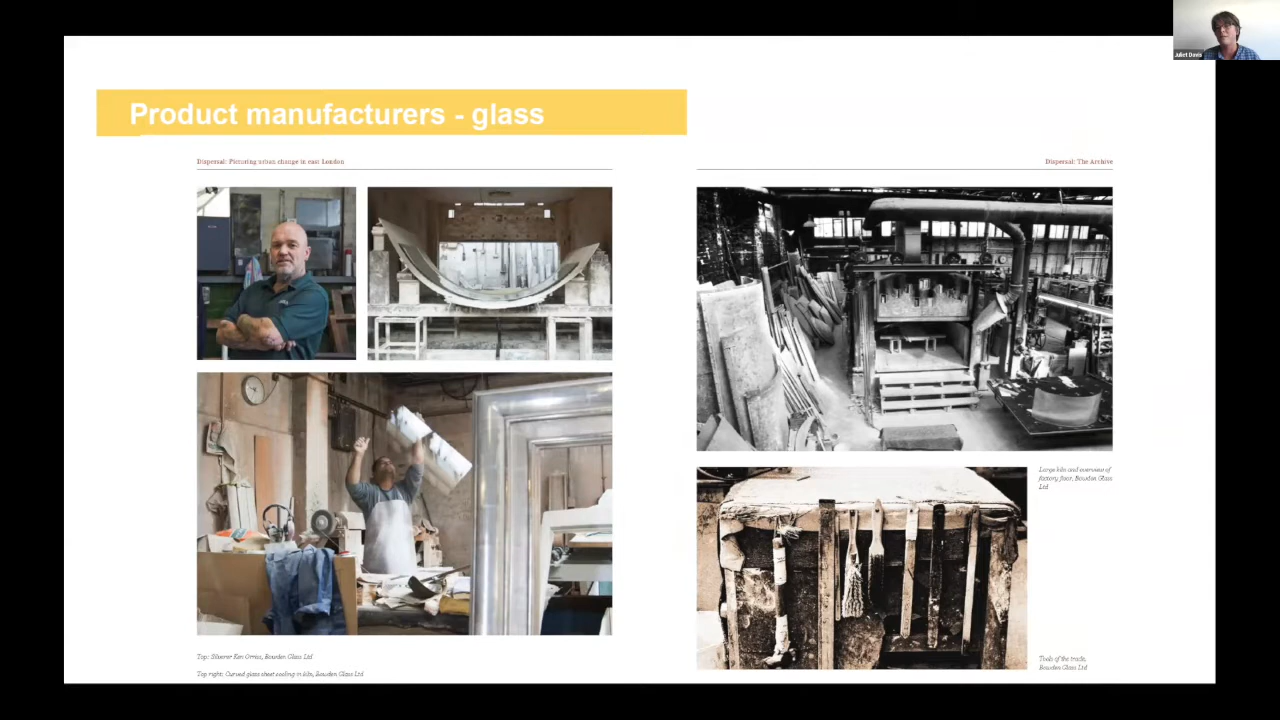 Juliet Davis
Product manufacturers - glass
Dispersal: Picturing urban change in east London
Dispersal: The Archive
Large kiln and overview of
factory floor, Bowden Glass
Ltd
Tools of the trade,
Bowden Glass Ltd
Top: Silverer Ken Orriss, Bowden Glass Ltd
Top right: Curved glass sheet cooling in kiln, Bowden Glass Ltd